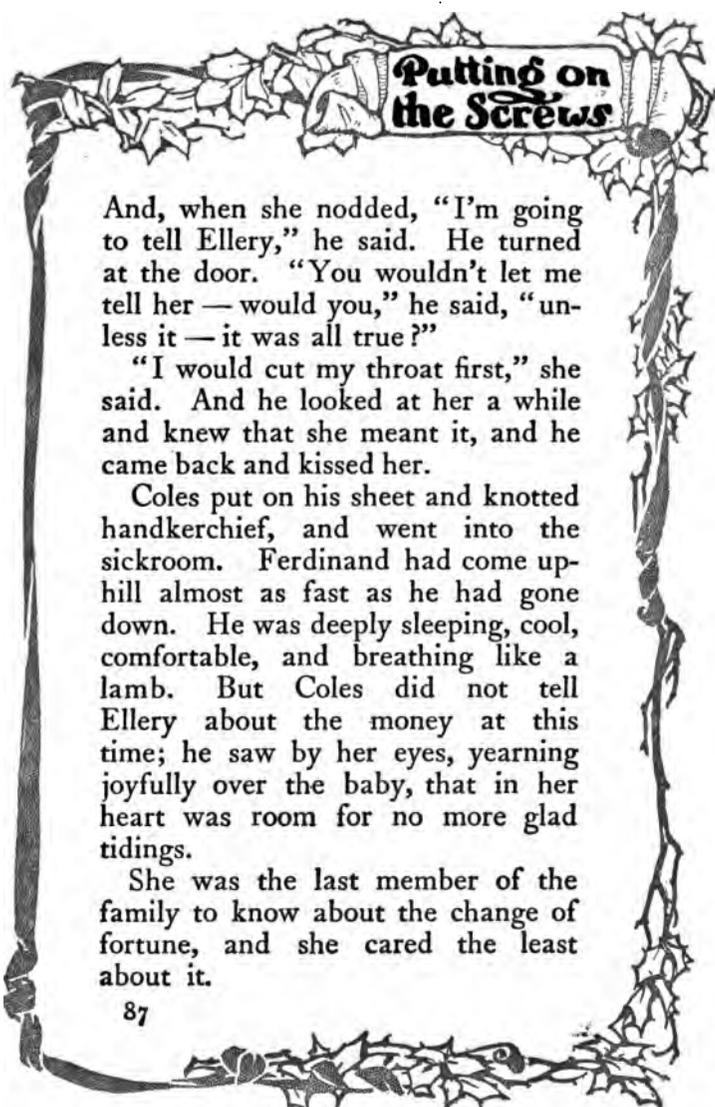 Putting on
the Screws
And, when she nodded, “I’m going
to tell Ellery,” he said. He turned
at the door. “You wouldn’t let me
tell her — would you,” he said, “un-
less it — it was all true?”
“I would cut my throat first,” she
said. And he looked at her a while
and knew that she meant it, and he
came back and kissed her.
Coles put on his sheet and knotted
handkerchief, and went into the
sickroom. Ferdinand had come up-
hill almost as fast as he had gone
down. He was deeply sleeping, cool,
comfortable, and breathing like a
lamb. But Coles did not tell
Ellery about the money at this
time; he saw by her eyes, yearning
joyfully over the baby, that in her
heart was room for no more glad
tidings.
She was the last member of the
family to know about the change of
fortune, and she cared the least
about it.
87